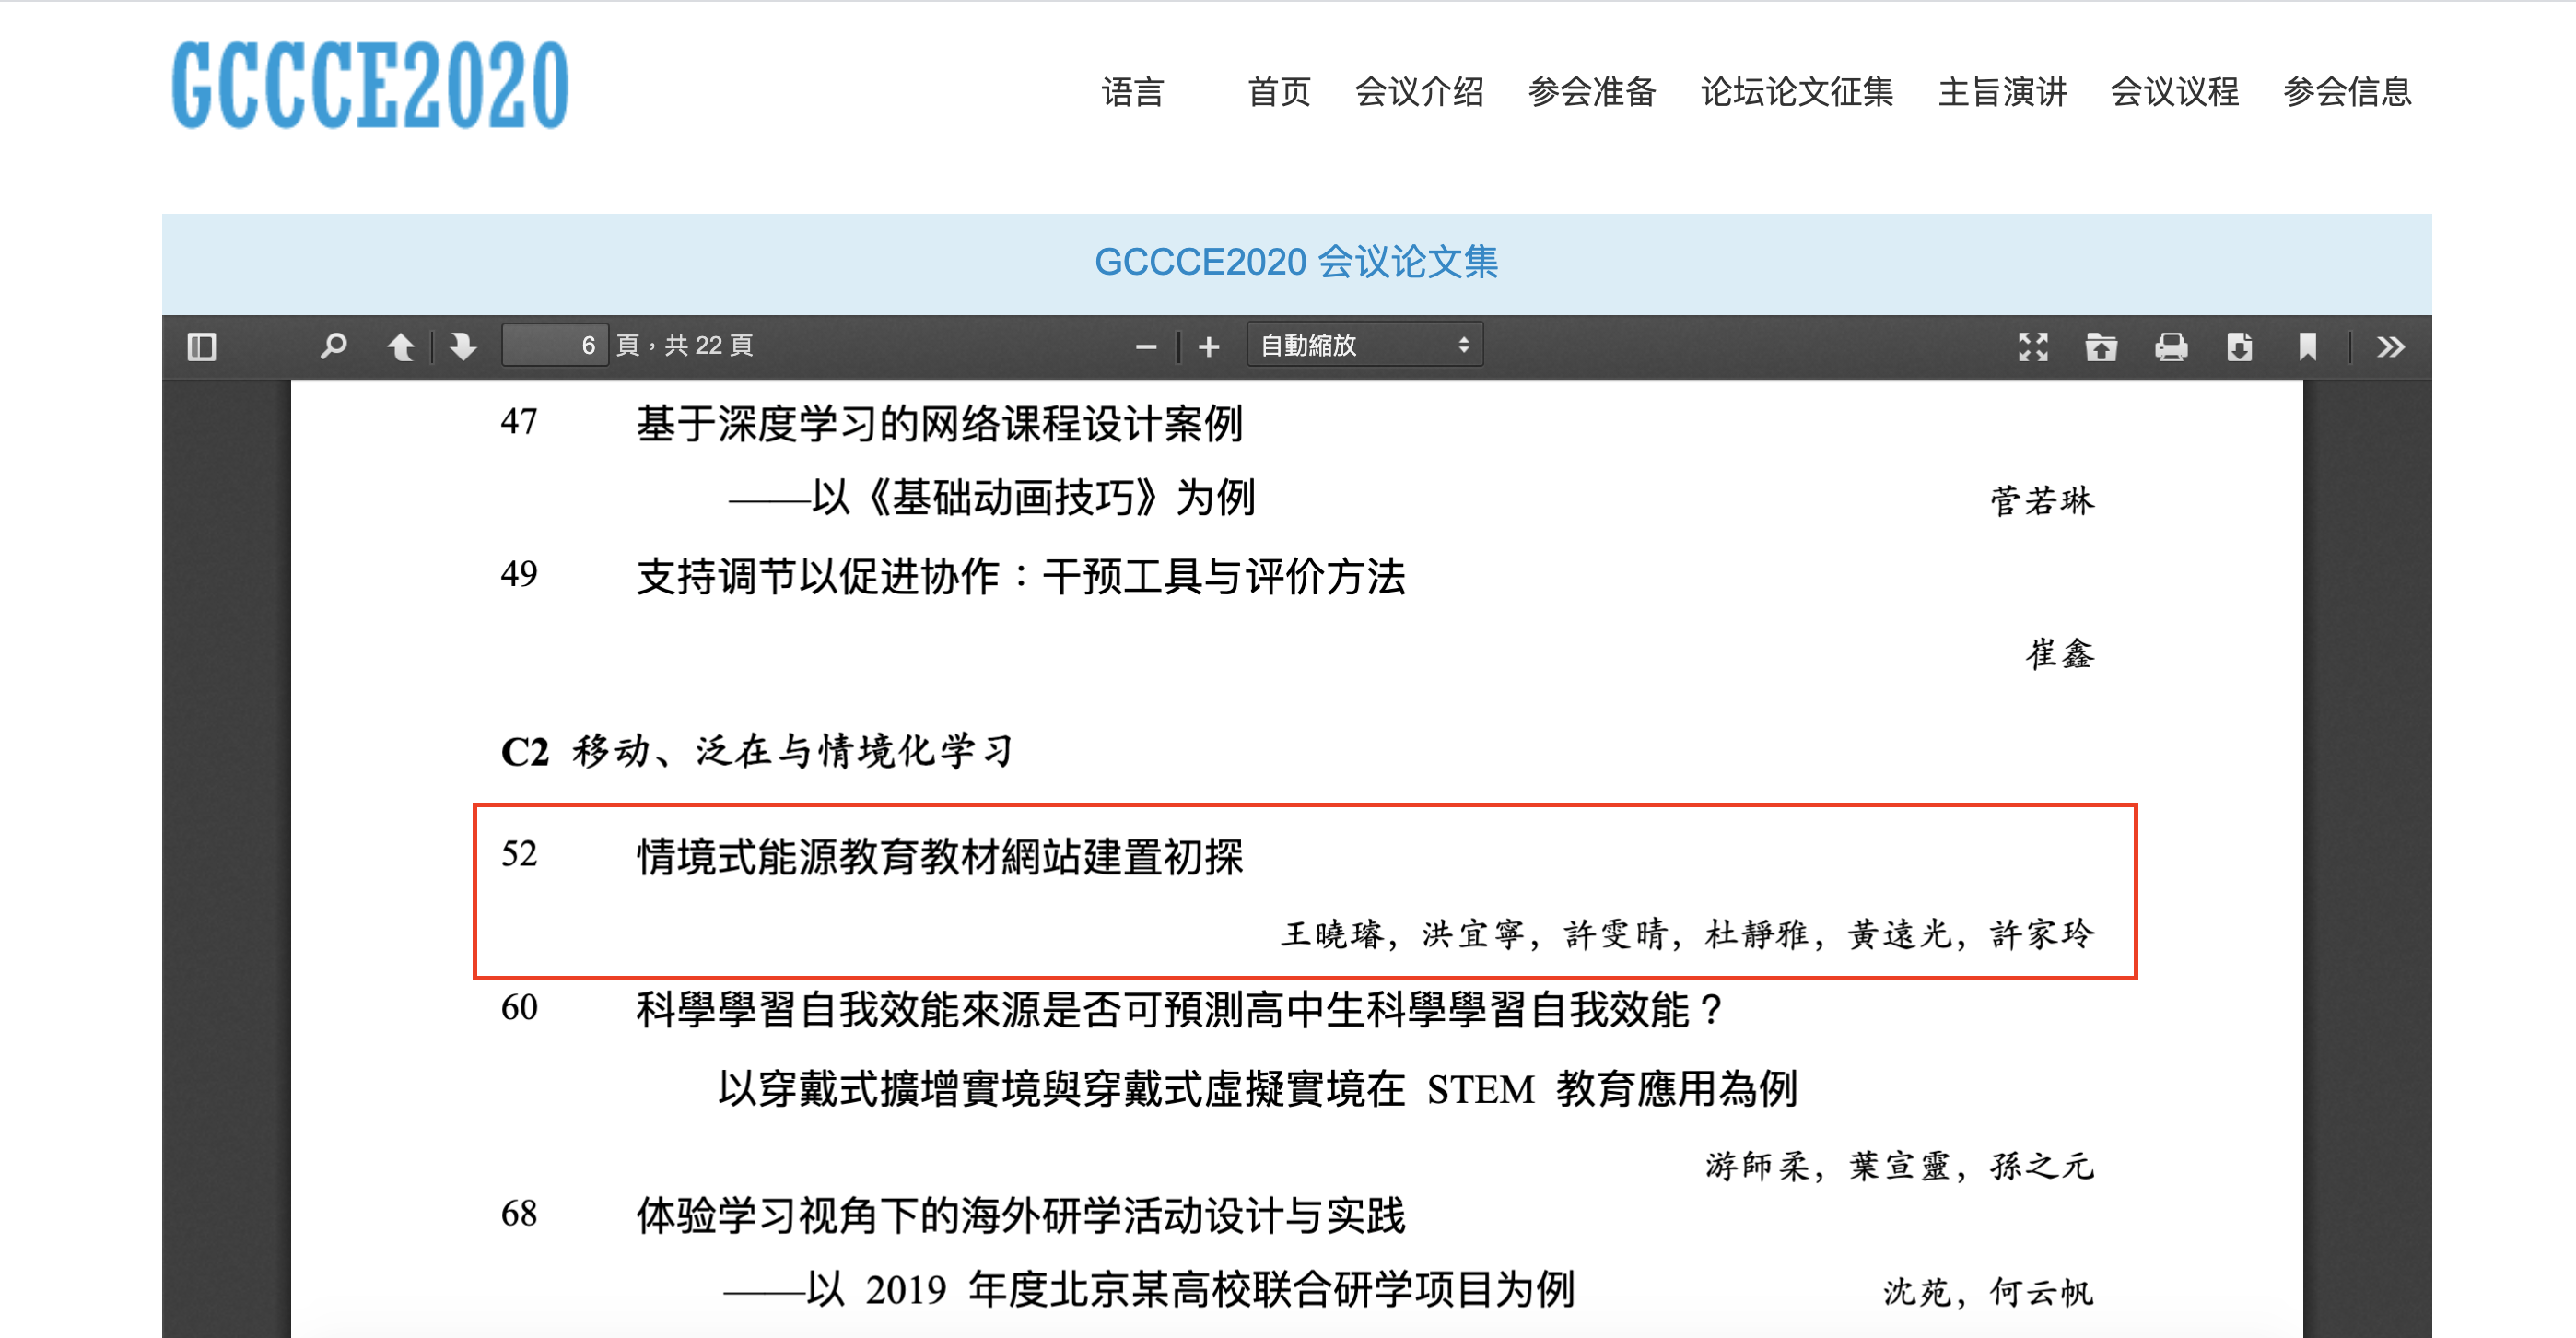 GCCCE2020
语言 首页 会议介绍 参会准备 论坛论文征集 主旨演讲 会议议程 参会信息
GCCCE2020 会议论文集
6 頁，共 22 頁 自動縮放
47 基于深度学习的网络课程设计案例
——以《基础动画技巧》为例 菅若琳
49 支持调节以促进协作：干预工具与评价方法
崔鑫
C2 移动、泛在与情境化学习
52 情境式能源教育教材網站建置初探
王曉璿，洪宜寧，許雯晴，杜靜雅，黃遠光，許家玲
60 科學學習自我效能來源是否可預測高中生科學學習自我效能？
以穿戴式擴增實境與穿戴式虛擬實境在 STEM 教育應用為例
游師柔，葉宣靈，孫之元
68 体验学习视角下的海外研学活动设计与实践
——以 2019 年度北京某高校联合研学项目为例 沈苑，何云帆